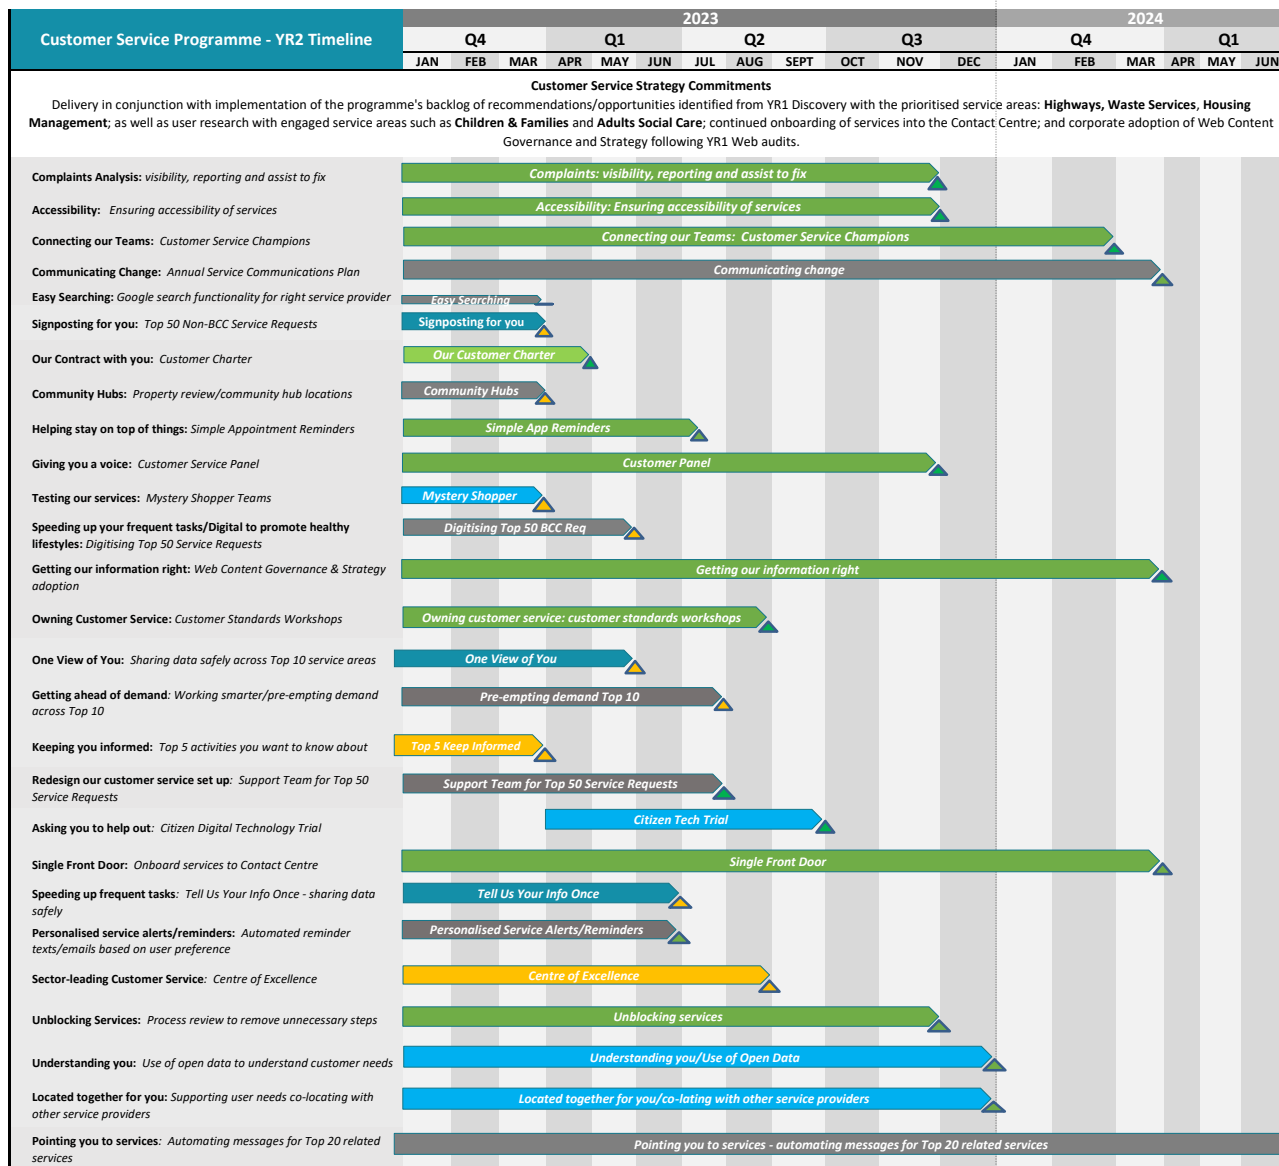 2023
2024
Customer Service Programme - YR2 Timeline
Q4
Q1
Q2
Q3
Q4
Q1
JAN
FEB
MAR
APR
MAY
JUN
JUL
AUG
SEPT
OCT
NOV
DEC
JAN
FEB
MAR
APR
MAY
JUN
Customer Service Strategy Commitments
Delivery in conjunction with implementation of the programme's backlog of recommendations/opportunities identified from YR1 Discovery with the prioritised service areas: Highways, Waste Services, Housing
Management; as well as user research with engaged service areas such as Children & Families and Adults Social Care; continued onboarding of services into the Contact Centre; and corporate adoption of Web Content
Governance and Strategy following YR1 Web audits.
Complaints Analysis: visibility, reporting and assist to fix
Complaints: visibility, reporting and assist to fix
Accessibility: Ensuring accessibility of services
Accessibility: Ensuring accessibility of services
Connecting our Teams: Customer Service Champions
Connecting our Teams: Customer Service Champions
Communicating Change: Annual Service Communications Plan
Communicating change
Easy Searching: Google search functionality for right service provider
Easy Searching
Signposting for you: Top 50 Non-BCC Service Requests
Signposting for you
Our Contract with you: Customer Charter
Our Customer Charter
Community Hubs: Property review/community hub locations
Community Hubs
Helping stay on top of things: Simple Appointment Reminders
Simple App Reminders
Giving you a voice: Customer Service Panel
Customer Panel
Testing our services: Mystery Shopper Teams
Mystery Shopper
Speeding up your frequent tasks/Digital to promote healthy
lifestyles: Digitising Top 50 Service Requests
Digitising Top 50 BCC Req
Getting our information right: Web Content Governance & Strategy
adoption
Getting our information right
Owning Customer Service: Customer Standards Workshops
Owning customer service: customer standards workshops
One View of You: Sharing data safely across Top 10 service areas
One View of You
Getting ahead of demand: Working smarter/pre-empting demand
across Top 10
Pre-empting demand Top 10
Keeping you informed: Top 5 activities you want to know about
Top 5 Keep Informed
Redesign our customer service set up: Support Team for Top 50
Service Requests
Support Team for Top 50 Service Requests
Asking you to help out: Citizen Digital Technology Trial
Citizen Tech Trial
Single Front Door: Onboard services to Contact Centre
Single Front Door
Speeding up frequent tasks: Tell Us Your Info Once - sharing data
safely
Tell Us Your Info Once
Personalised service alerts/reminders: Automated reminder
texts/emails based on user preference
Personalised Service Alerts/Reminders
Sector-leading Customer Service: Centre of Excellence
Centre of Excellence
Unblocking Services: Process review to remove unnecessary steps
Unblocking services
Understanding you: Use of open data to understand customer needs
Understanding you/Use of Open Data
Located together for you: Supporting user needs co-locating with
other service providers
Located together for you/co-lating with other service providers
Pointing you to services: Automating messages for Top 20 related
services
Pointing you to services - automating messages for Top 20 related services